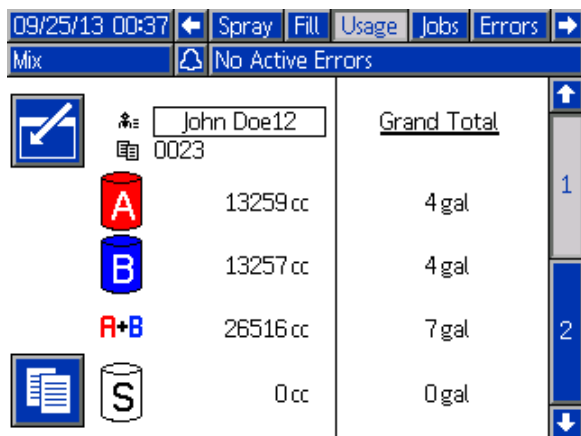 09/25/13 00:37 Spray Fill Usage Jobs Errors
Mix No Active Errors
John Doe12 Grand Total
0023
A 13259 cc 4 gal
1
B 13257 cc 4 gal
A+B 26516 cc 7 gal 2
S 0 cc 0 gal